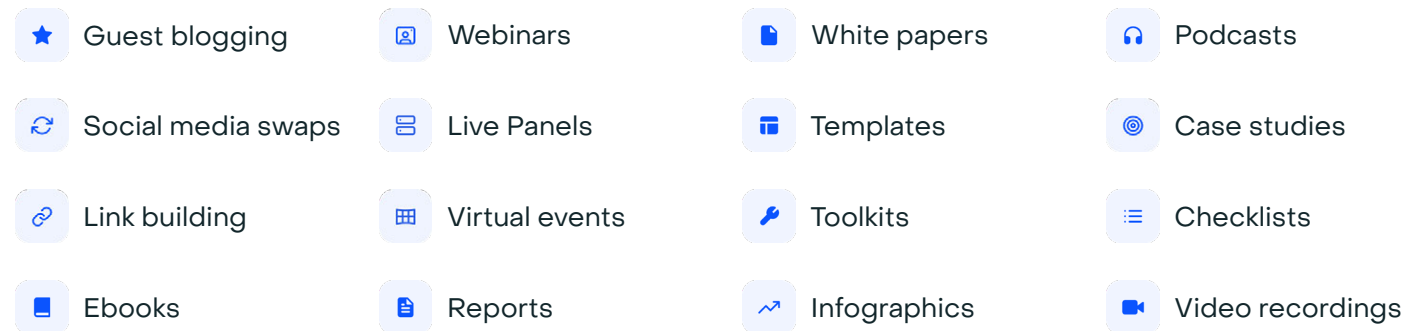 Guest blogging
Webinars
White papers
Podcasts
Social media swaps
Live Panels
Templates
Case studies
Link building
Virtual events
Toolkits
Checklists
Ebooks
Reports
Infographics
Video recordings